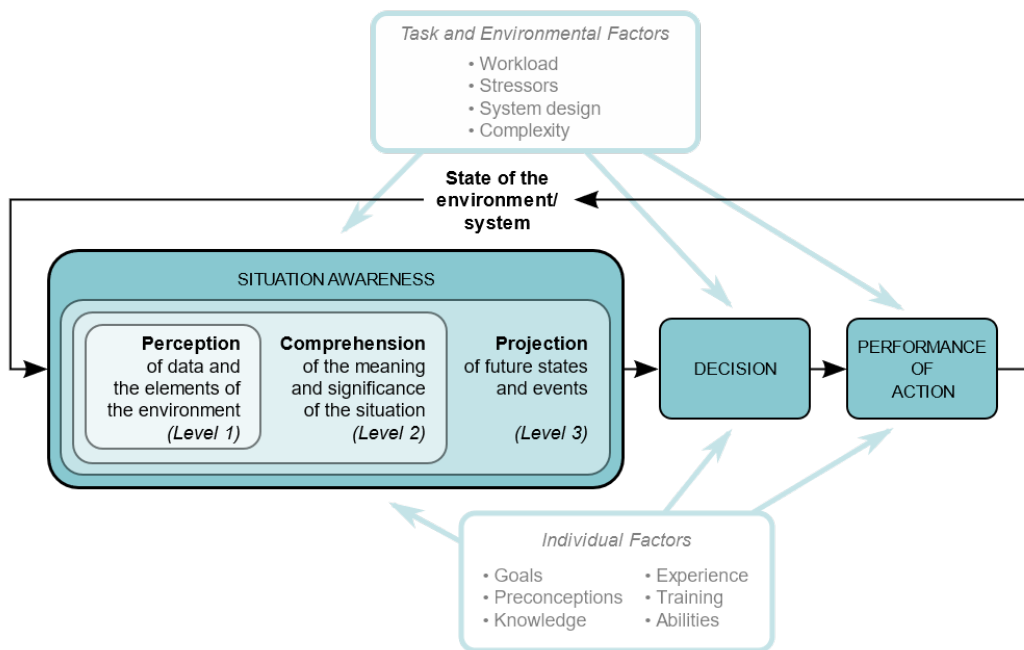 Task and Environmental Factors
• Workload
• Stressors
• System design
• Complexity
State of the
environment/
system
SITUATION AWARENESS
Perception
of data and
the elements of
the environment
(Level 1)
Comprehension
of the meaning
and significance
of the situation
(Level 2)
Projection
of future states
and events
(Level 3)
DECISION
PERFORMANCE
OF
ACTION
Individual Factors
• Goals
• Preconceptions
• Knowledge
• Experience
• Training
• Abilities